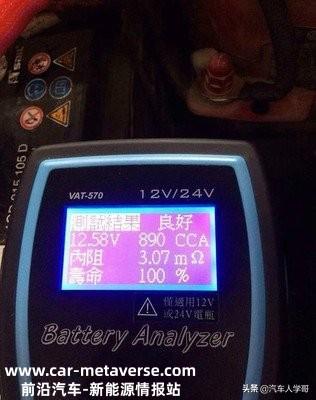 VAT-570
12V/24V
測試結果 良好
12.58V 890 CCA
內阻 3.07 mΩ
壽命 100 %
僅適用12V
或24V電瓶
Battery Analyzer
www.car-metaverse.com
前沿汽车-新能源情报站
头条 @汽车人学哥